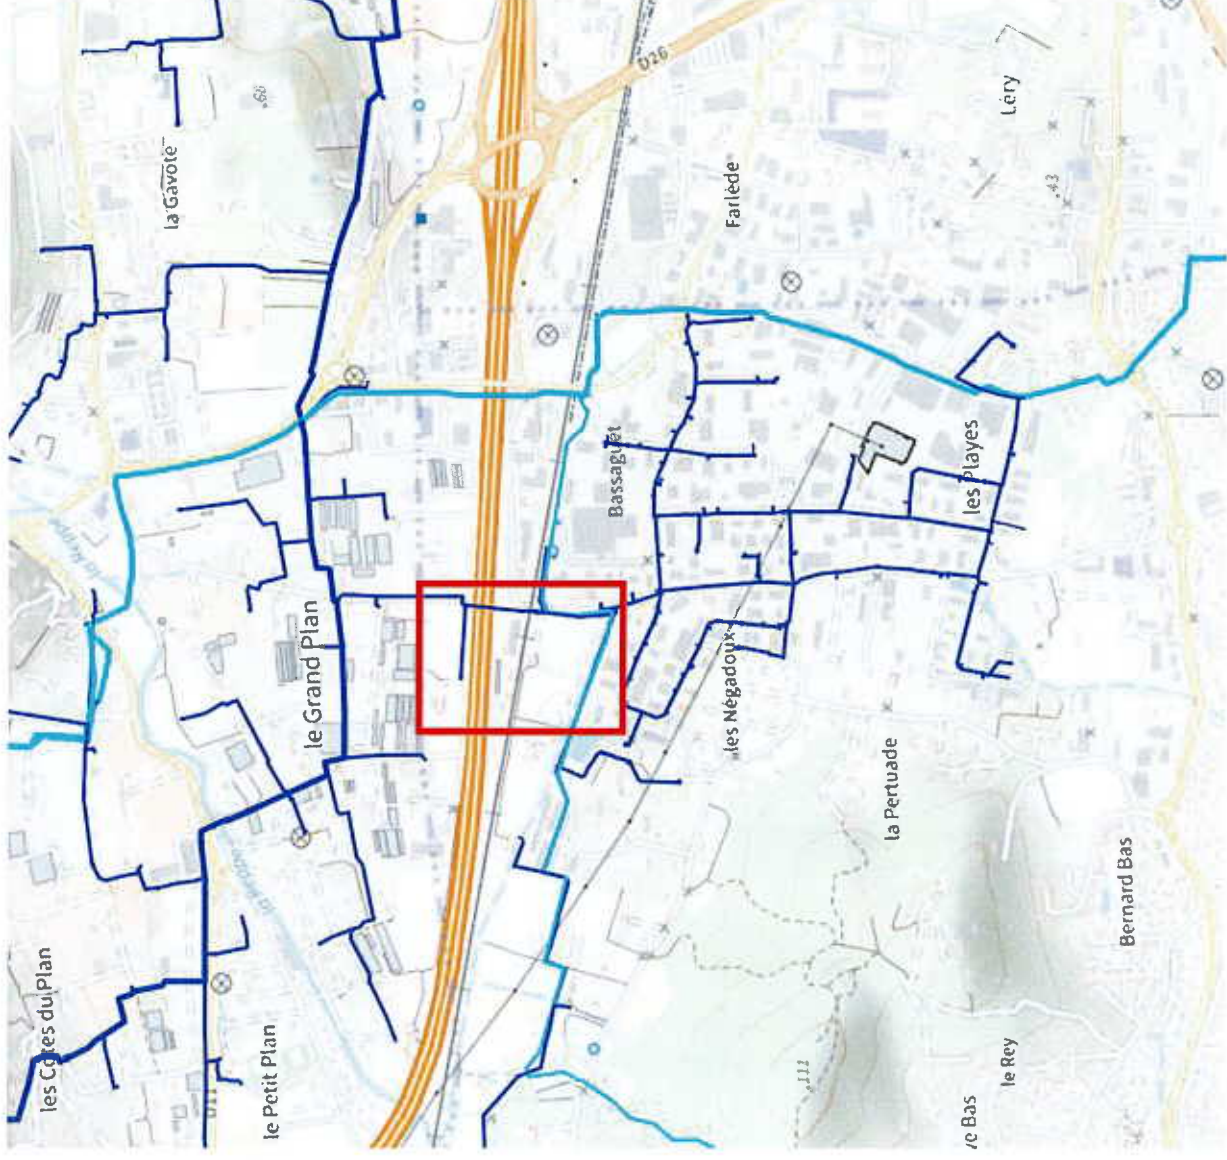 D26
la Gavote
Léry
Farlède
43
Bassaguet
les Playes
le Grand Plan
les Négadoux
la Pertuade
Bernard Bas
les Côtes du Plan
le Petit Plan
D11
le Rey
111